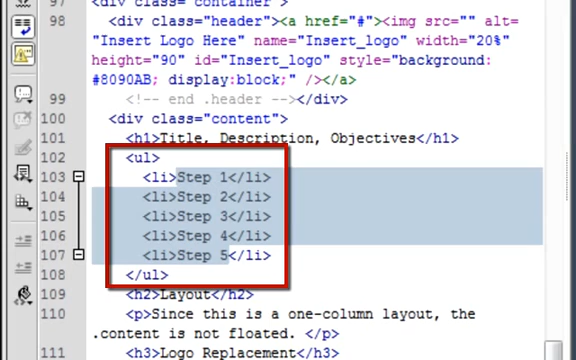 97 <div class="container">
98 <div class="header"><a href="#"><img src="" alt=
"Insert Logo Here" name="Insert_logo" width="20%"
height="90" id="Insert_logo" style="background:
#8090AB; display:block;" /></a>
99 <!-- end .header --></div>
100 <div class="content">
101 <h1>Title, Description, Objectives</h1>
102 <ul>
103 <li>Step 1</li>
104 <li>Step 2</li>
105 <li>Step 3</li>
106 <li>Step 4</li>
107 <li>Step 5</li>
108 </ul>
109 <h2>Layout</h2>
110 <p>Since this is a one-column layout, the
.content is not floated. </p>
111 <h3>Logo Replacement</h3>